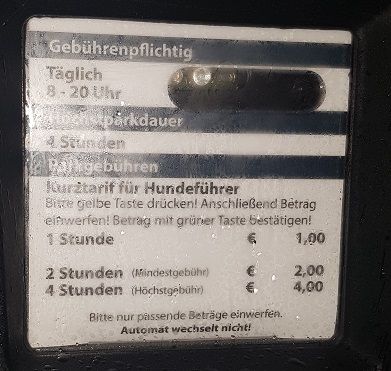 Gebührenpflichtig
Täglich
8 - 20 Uhr
Höchstparkdauer
4 Stunden
Parkgebühren
Kurztarif für Hundeführer
Bitte gelbe Taste drücken! Anschließend Betrag
einwerfen! Betrag mit grüner Taste bestätigen!
1 Stunde € 1,00
2 Stunden (Mindestgebühr) € 2,00
4 Stunden (Höchstgebühr) € 4,00
Bitte nur passende Beträge einwerfen.
Automat wechselt nicht!